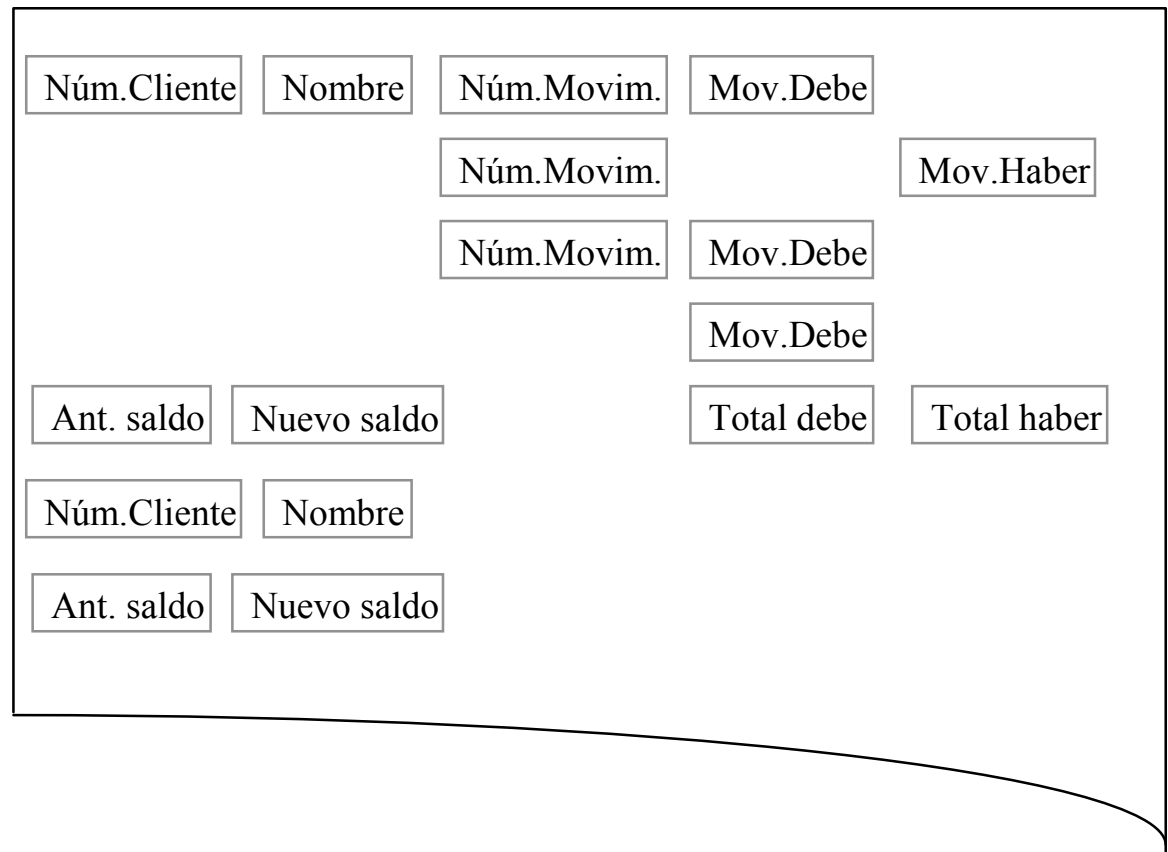 Núm.Cliente Nombre Núm.Movim. Mov.Debe
Núm.Movim. Mov.Haber
Núm.Movim. Mov.Debe
Mov.Debe
Ant. saldo Nuevo saldo Total debe Total haber
Núm.Cliente Nombre
Ant. saldo Nuevo saldo